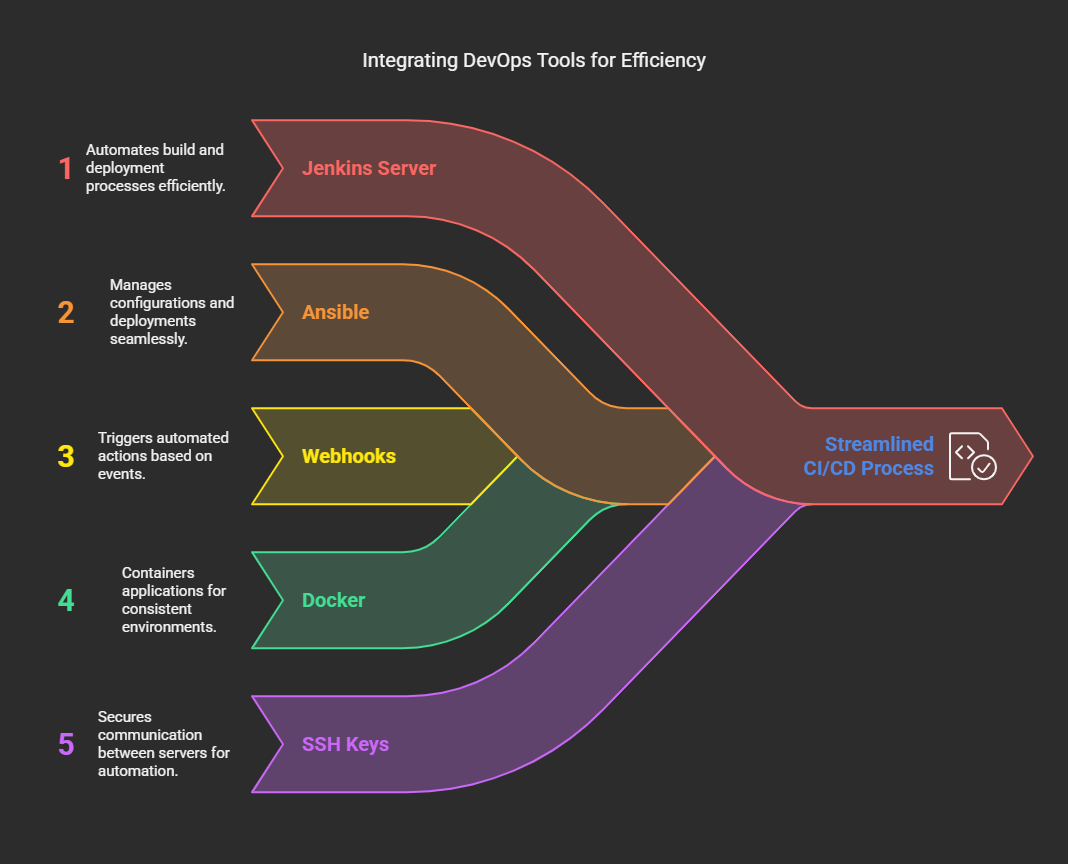 Integrating DevOps Tools for Efficiency
1
Automates build and
deployment
processes efficiently.
Jenkins Server
2
Manages
configurations and
deployments
seamlessly.
Ansible
3
Triggers automated
actions based on
events.
Webhooks
Streamlined
CI/CD Process
4
Containers
applications for
consistent
environments.
Docker
5
Secures
communication
between servers for
automation.
SSH Keys